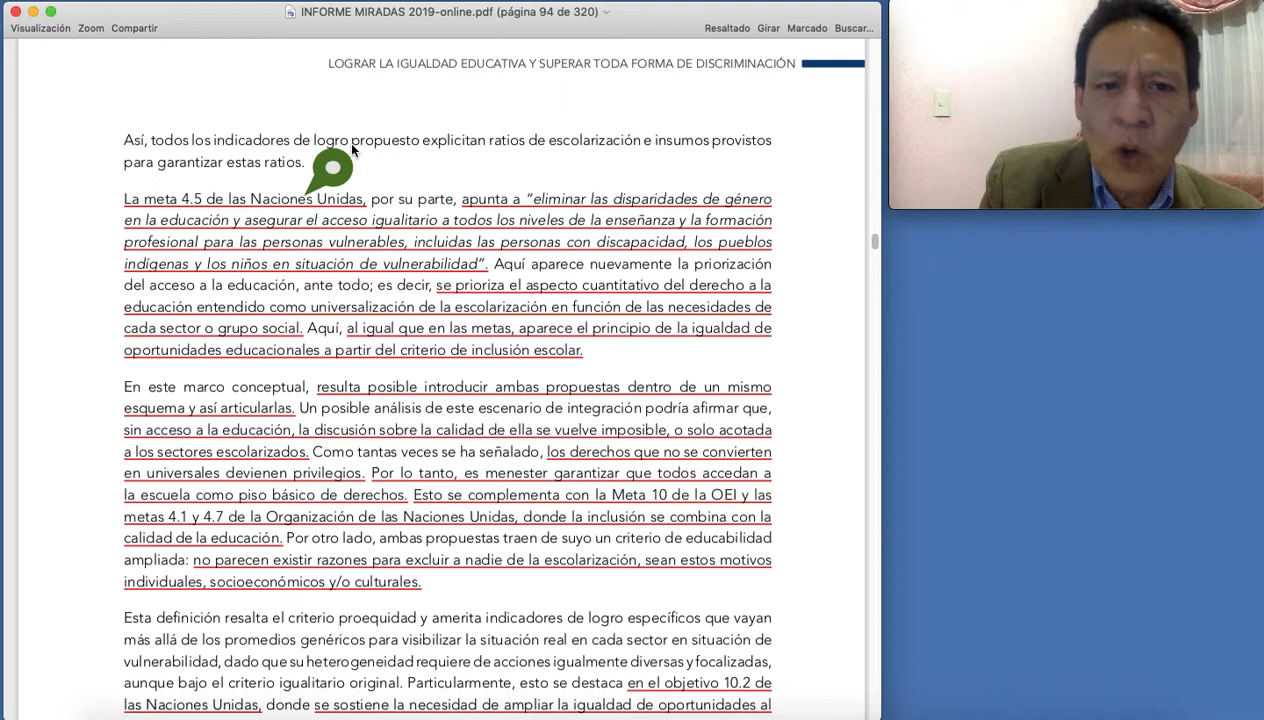 INFORME MIRADAS 2019-online.pdf (página 94 de 320)
Visualización Zoom Compartir Resaltado Girar Marcado Buscar...
LOGRAR LA IGUALDAD EDUCATIVA Y SUPERAR TODA FORMA DE DISCRIMINACIÓN
Así, todos los indicadores de logro propuesto explicitan ratios de escolarización e insumos provistos
para garantizar estas ratios.
La meta 4.5 de las Naciones Unidas, por su parte, apunta a “eliminar las disparidades de género
en la educación y asegurar el acceso igualitario a todos los niveles de la enseñanza y la formación
profesional para las personas vulnerables, incluidas las personas con discapacidad, los pueblos
indígenas y los niños en situación de vulnerabilidad”. Aquí aparece nuevamente la priorización
del acceso a la educación, ante todo; es decir, se prioriza el aspecto cuantitativo del derecho a la
educación entendido como universalización de la escolarización en función de las necesidades de
cada sector o grupo social. Aquí, al igual que en las metas, aparece el principio de la igualdad de
oportunidades educacionales a partir del criterio de inclusión escolar.
En este marco conceptual, resulta posible introducir ambas propuestas dentro de un mismo
esquema y así articularlas. Un posible análisis de este escenario de integración podría afirmar que,
sin acceso a la educación, la discusión sobre la calidad de ella se vuelve imposible, o solo acotada
a los sectores escolarizados. Como tantas veces se ha señalado, los derechos que no se convierten
en universales devienen privilegios. Por lo tanto, es menester garantizar que todos accedan a
la escuela como piso básico de derechos. Esto se complementa con la Meta 10 de la OEI y las
metas 4.1 y 4.7 de la Organización de las Naciones Unidas, donde la inclusión se combina con la
calidad de la educación. Por otro lado, ambas propuestas traen de suyo un criterio de educabilidad
ampliada: no parecen existir razones para excluir a nadie de la escolarización, sean estos motivos
individuales, socioeconómicos y/o culturales.
Esta definición resalta el criterio proequidad y amerita indicadores de logro específicos que vayan
más allá de los promedios genéricos para visibilizar la situación real en cada sector en situación de
vulnerabilidad, dado que su heterogeneidad requiere de acciones igualmente diversas y focalizadas,
aunque bajo el criterio igualitario original. Particularmente, esto se destaca en el objetivo 10.2 de
las Naciones Unidas, donde se sostiene la necesidad de ampliar la igualdad de oportunidades al